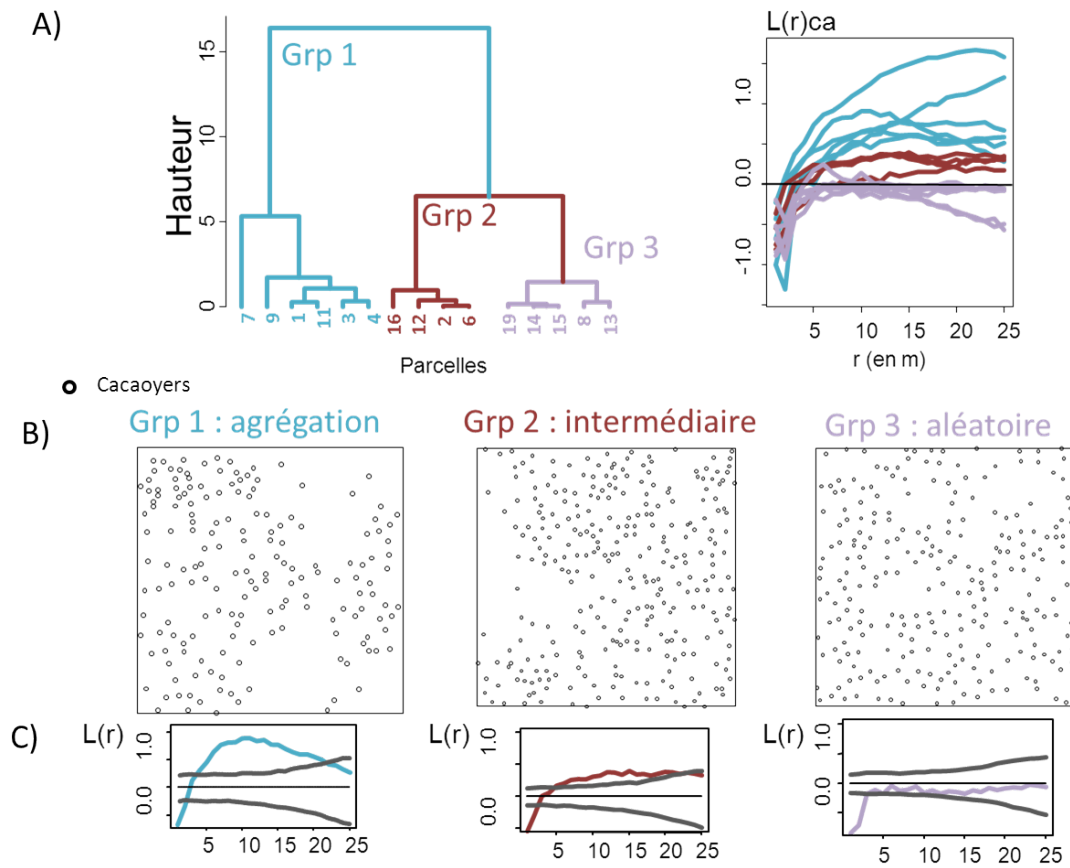 A)
Grp 1
Grp 2
Grp 3
Hauteur
15
10
5
0
7 9 1 11 3 4 16 12 2 6 19 14 15 8 13
Parcelles
L(r)ca
1.0
0.0
-1.0
5 10 15 20 25
r (en m)
Cacaoyers
B)
Grp 1 : agrégation
Grp 2 : intermédiaire
Grp 3 : aléatoire
C)
L(r)
1.0
0.0
5 10 15 20 25
L(r)
1.0
0.0
5 10 15 20 25
L(r)
1.0
0.0
5 10 15 20 25